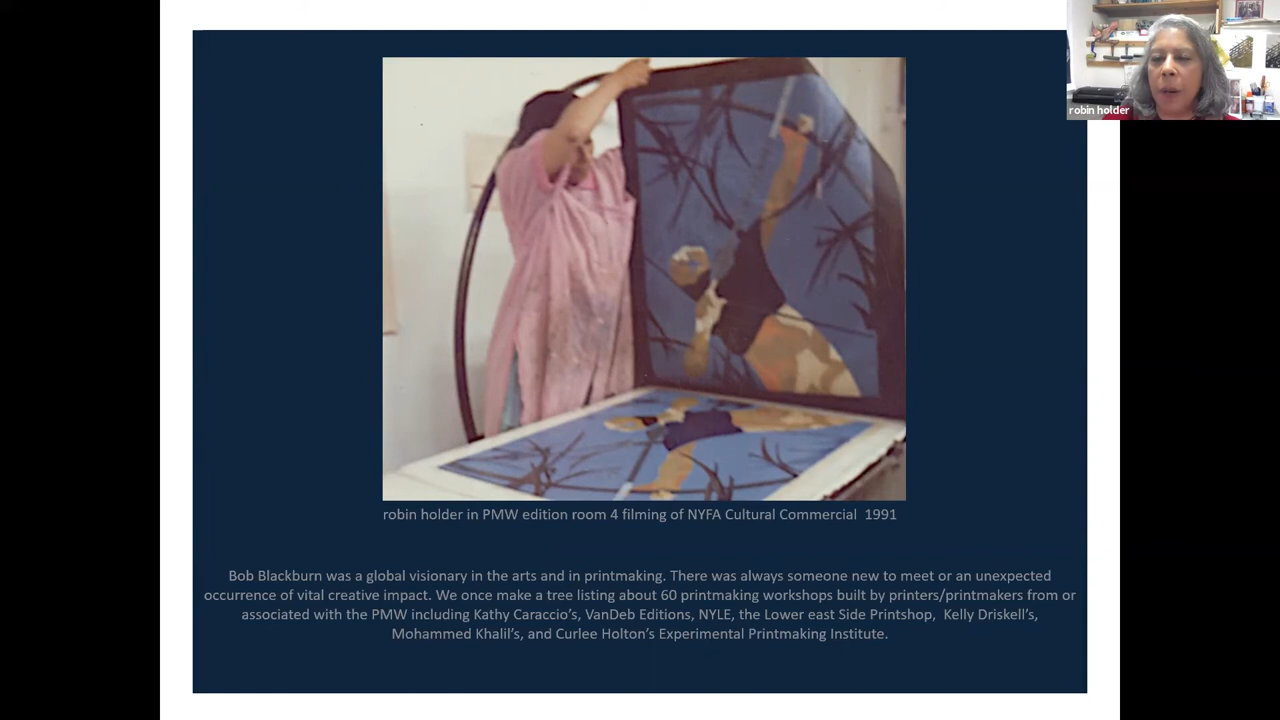 robin holder
robin holder in PMW edition room 4 filming of NYFA Cultural Commercial 1991
Bob Blackburn was a global visionary in the arts and in printmaking. There was always someone new to meet or an unexpected
occurrence of vital creative impact. We once make a tree listing about 60 printmaking workshops built by printers/printmakers from or
associated with the PMW including Kathy Caraccio’s, VanDeb Editions, NYLE, the Lower east Side Printshop, Kelly Driskell’s,
Mohammed Khalil’s, and Curlee Holton’s Experimental Printmaking Institute.